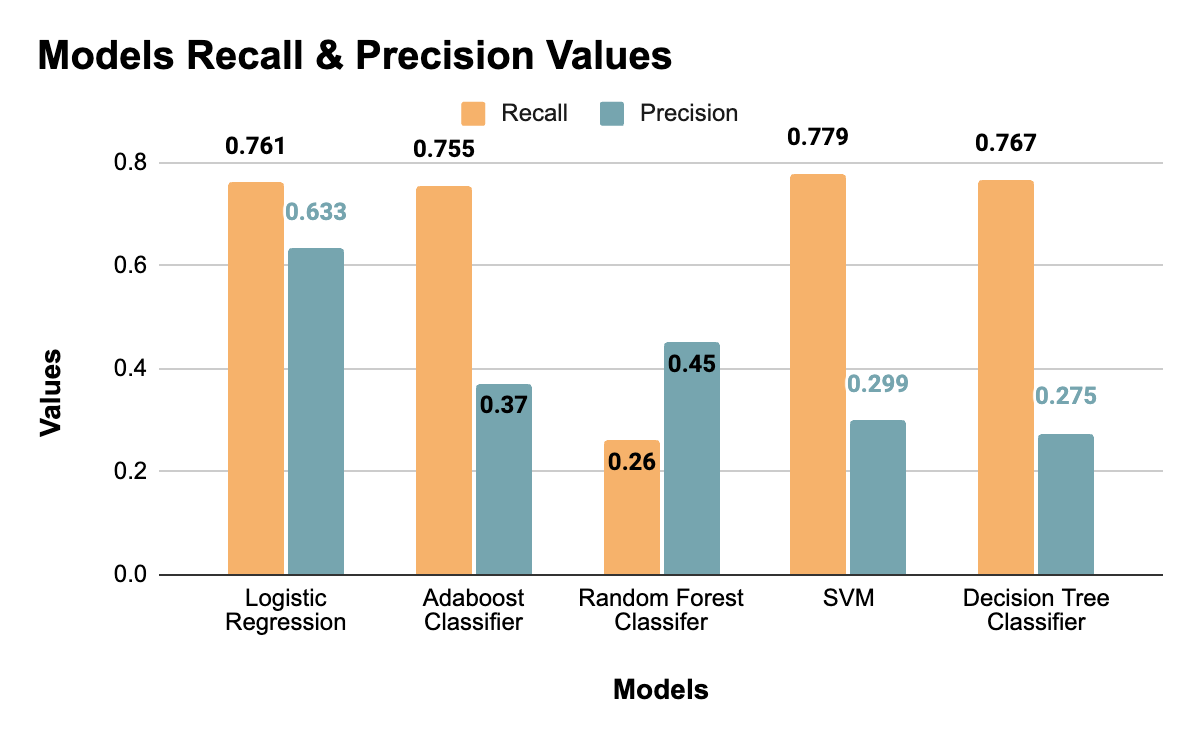 Models Recall & Precision Values
Recall
Precision
0.761
0.755
0.779
0.767
0.633
0.37
0.26
0.45
0.299
0.275
0.8
0.6
0.4
0.2
0.0
Values
Logistic
Regression
Adaboost
Classifier
Random Forest
Classifer
SVM
Decision Tree
Classifier
Models